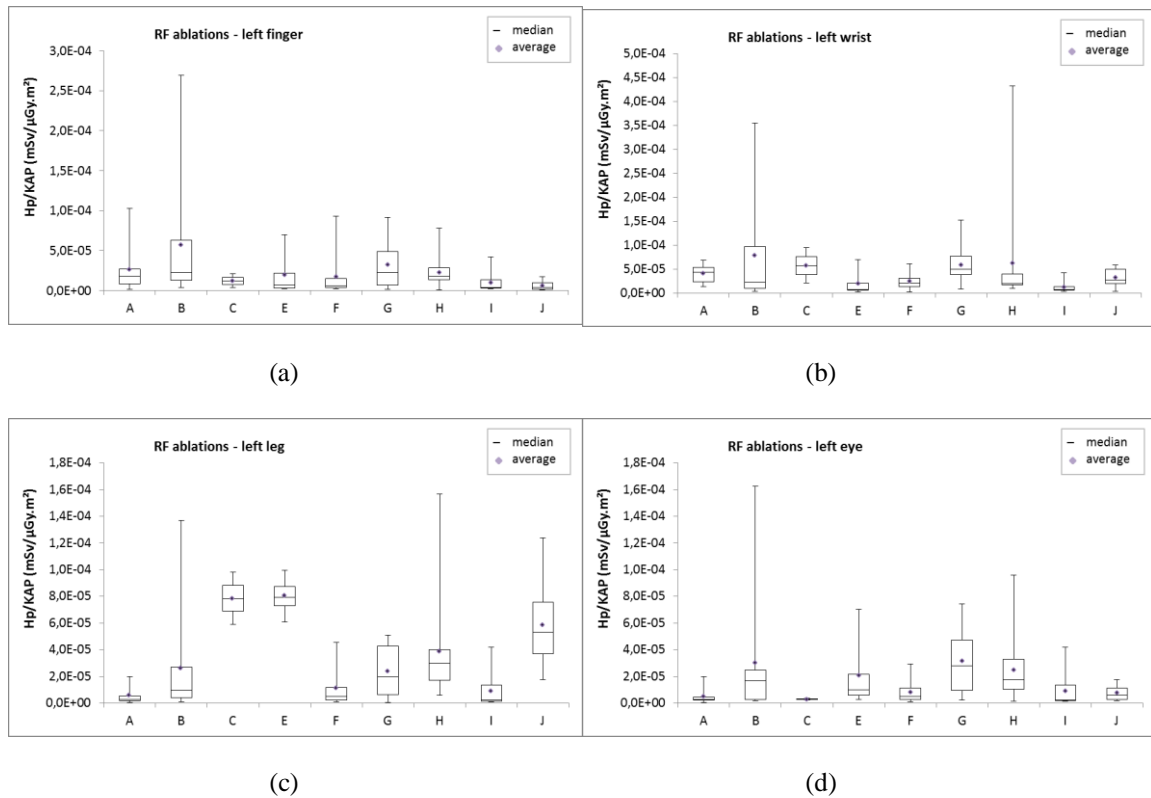 RF ablations - left finger
− median
◆ average
Hp/KAP (mSv/µGy.m²)
3,0E-04
2,5E-04
2,0E-04
1,5E-04
1,0E-04
5,0E-05
0,0E+00
A B C E F G H I J
(a)
RF ablations - left wrist
− median
◆ average
Hp/KAP (mSv/µGy.m²)
5,0E-04
4,5E-04
4,0E-04
3,5E-04
3,0E-04
2,5E-04
2,0E-04
1,5E-04
1,0E-04
5,0E-05
0,0E+00
A B C E F G H I J
(b)
RF ablations - left leg
− median
◆ average
Hp/KAP (mSv/µGy.m²)
1,8E-04
1,6E-04
1,4E-04
1,2E-04
1,0E-04
8,0E-05
6,0E-05
4,0E-05
2,0E-05
0,0E+00
A B C E F G H I J
(c)
RF ablations - left eye
− median
◆ average
Hp/KAP (mSv/µGy.m²)
1,8E-04
1,6E-04
1,4E-04
1,2E-04
1,0E-04
8,0E-05
6,0E-05
4,0E-05
2,0E-05
0,0E+00
A B C E F G H I J
(d)